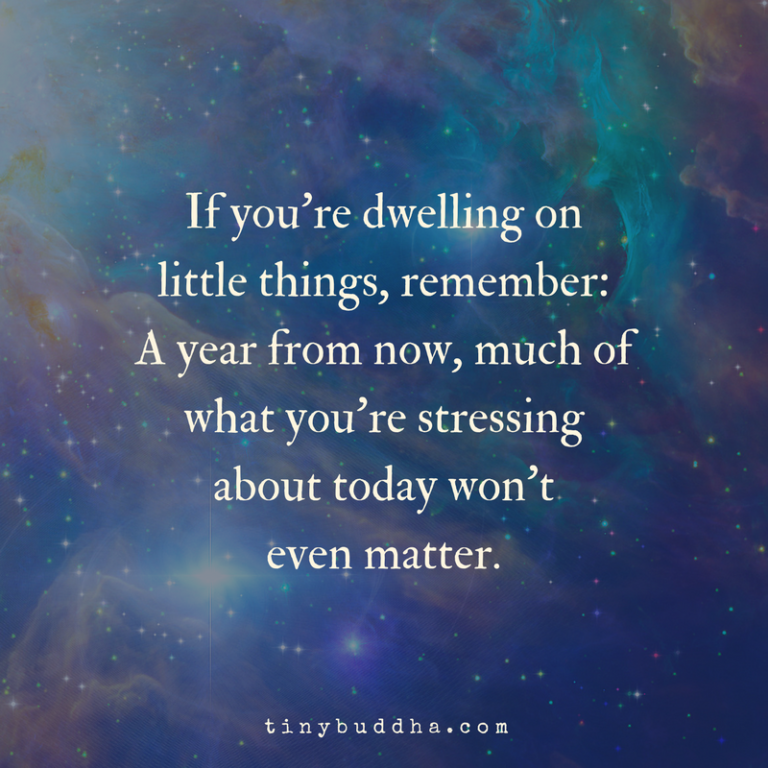 If you’re dwelling on
little things, remember:
A year from now, much of
what you’re stressing
about today won’t
even matter.
tinybuddha.com